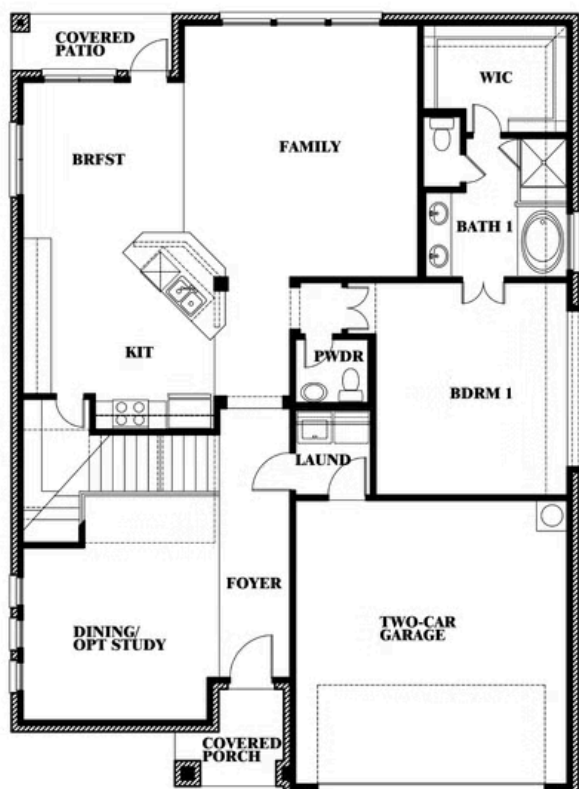 COVERED
PATIO
WIC
BRFST
FAMILY
BATH 1
KIT
PWDR
BDRM 1
LAUND
FOYER
DINING/
OPT STUDY
TWO-CAR
GARAGE
COVERED
PORCH